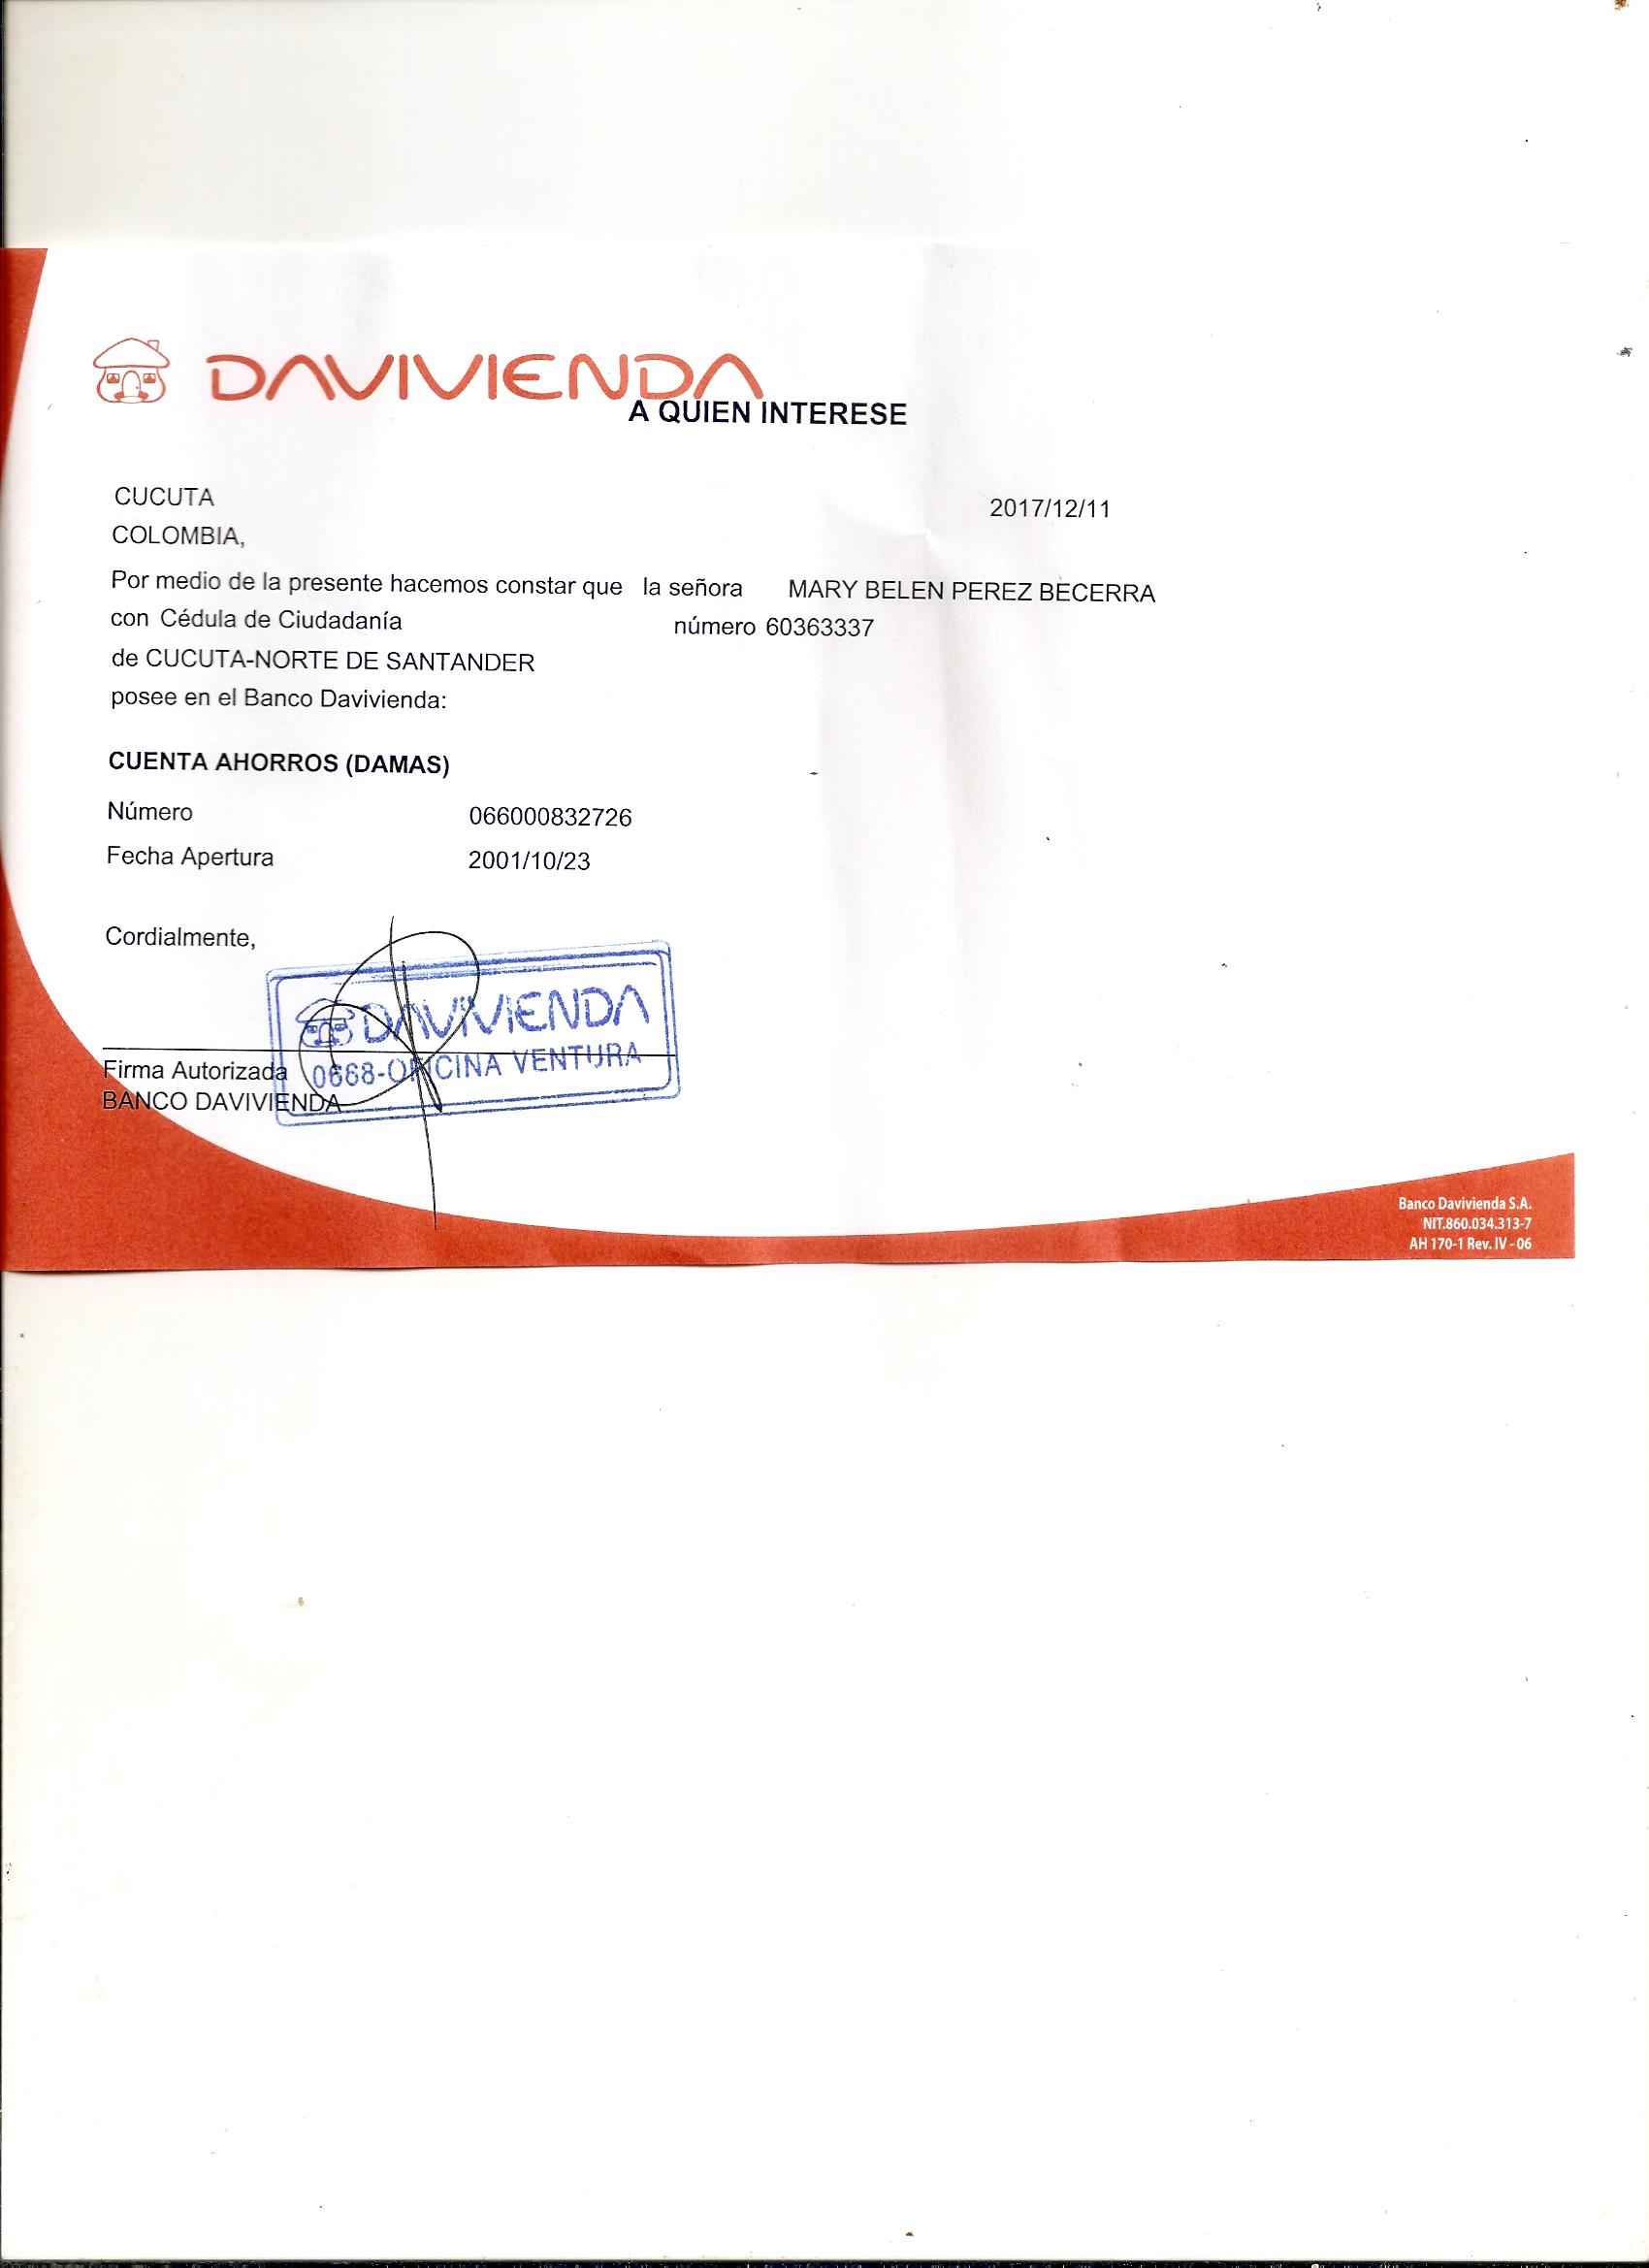 DAVIVIENDA
A QUIEN INTERESE
CUCUTA 2017/12/11
COLOMBIA,
Por medio de la presente hacemos constar que la señora MARY BELEN PEREZ BECERRA
con Cédula de Ciudadanía número 60363337
de CUCUTA-NORTE DE SANTANDER
posee en el Banco Davivienda:
CUENTA AHORROS (DAMAS)
Número 066000832726
Fecha Apertura 2001/10/23
Cordialmente,
DAVIVIENDA
0668-OFICINA VENTURA
Firma Autorizada
BANCO DAVIVIENDA
Banco Davivienda S.A.
NIT.860.034.313-7
AH 170-1 Rev. IV - 06